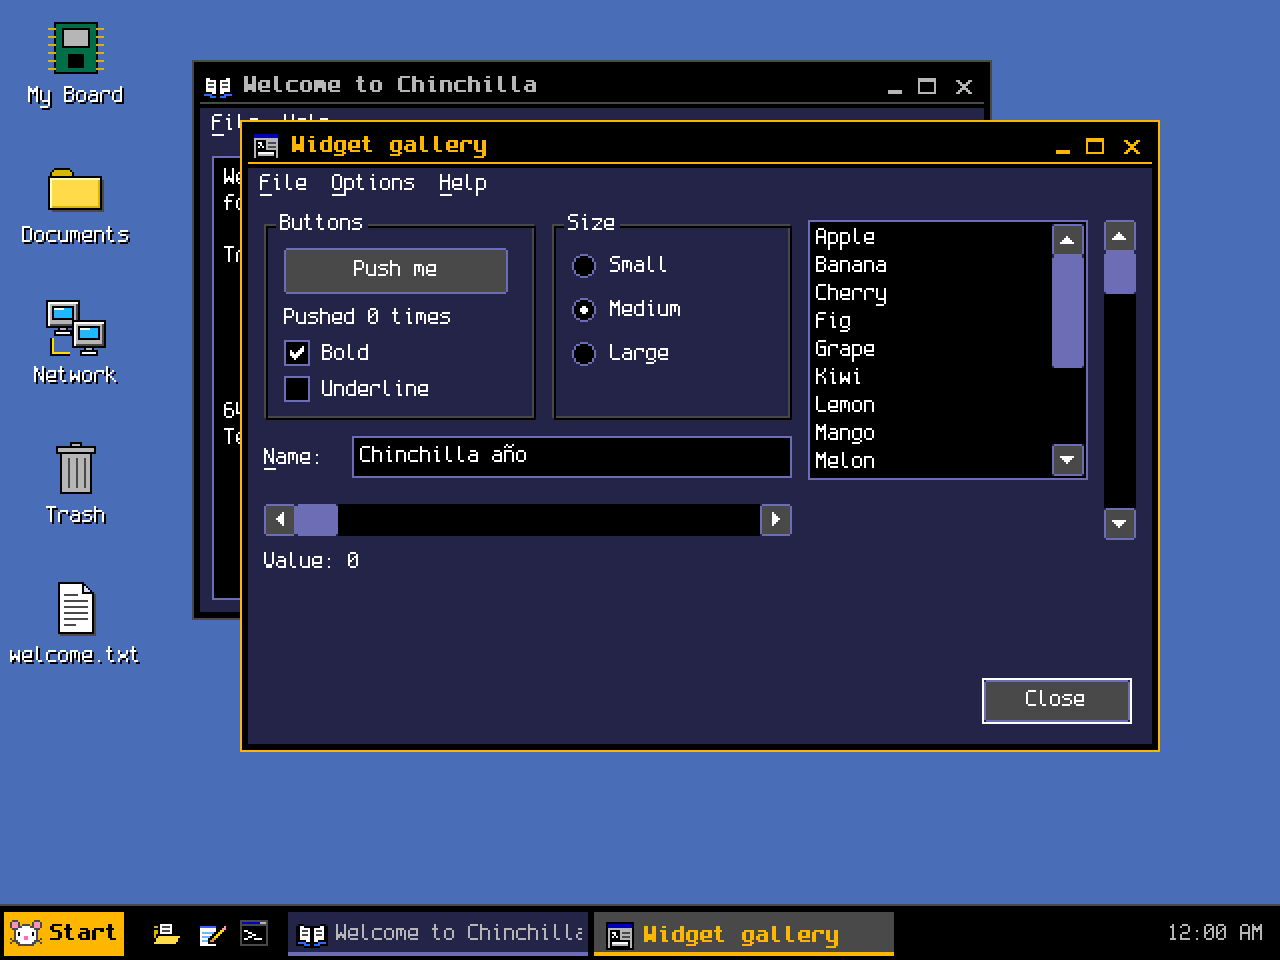 My Board
Documents
Network
Trash
welcome.txt
Welcome to Chinchilla
Widget gallery
File Options Help
Buttons
Push me
Pushed 0 times
Bold
Underline
Size
Small
Medium
Large
Apple
Banana
Cherry
Fig
Grape
Kiwi
Lemon
Mango
Melon
Name: Chinchilla año
Value: 0
Close
Start
Welcome to Chinchilla
Widget gallery
12:00 AM